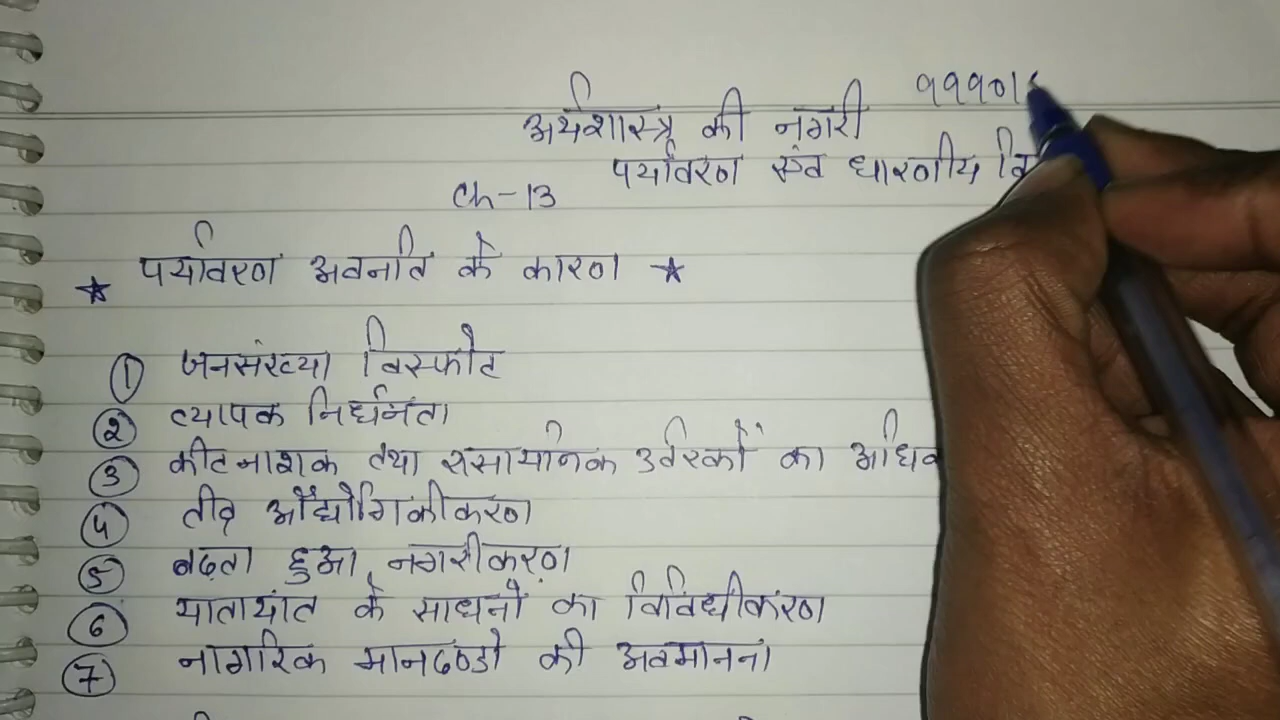 १११०।
अर्थशास्त्र की नगरी
पर्यावरण एंव धारणीय
Ch-13
★ पर्यावरण अवनति के कारण ★
① जनसंख्या विस्फोट
② व्यापक निर्धनता
③ कीटनाशक तथा रासायनिक उर्वरकों का
④ तीव्र औद्योगिकीकरण
⑤ बढ़ता हुआ नगरीकरण
⑥ यातायात के साधनों का विविधीकरण
⑦ नागरिक मानदण्डो की अवमानना